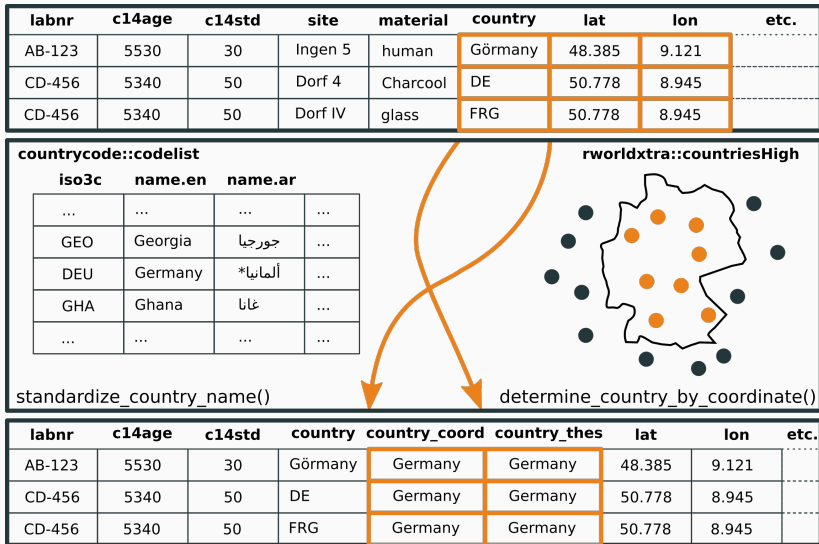 labnr c14age c14std site material country lat lon etc.
AB-123 5530 30 Ingen 5 human Görmany 48.385 9.121
CD-456 5340 50 Dorf 4 Charcool DE 50.778 8.945
CD-456 5340 50 Dorf IV glass FRG 50.778 8.945
countrycode::codelist
iso3c name.en name.ar
... ... ... ...
GEO Georgia جورجيا ...
DEU Germany ألمانيا* ...
GHA Ghana غانا ...
... ... ... ...
standardize_country_name()
rworldxtra::countriesHigh
determine_country_by_coordinate()
labnr c14age c14std country country_coord country_thes lat lon etc.
AB-123 5530 30 Görmany Germany Germany 48.385 9.121
CD-456 5340 50 DE Germany Germany 50.778 8.945
CD-456 5340 50 FRG Germany Germany 50.778 8.945